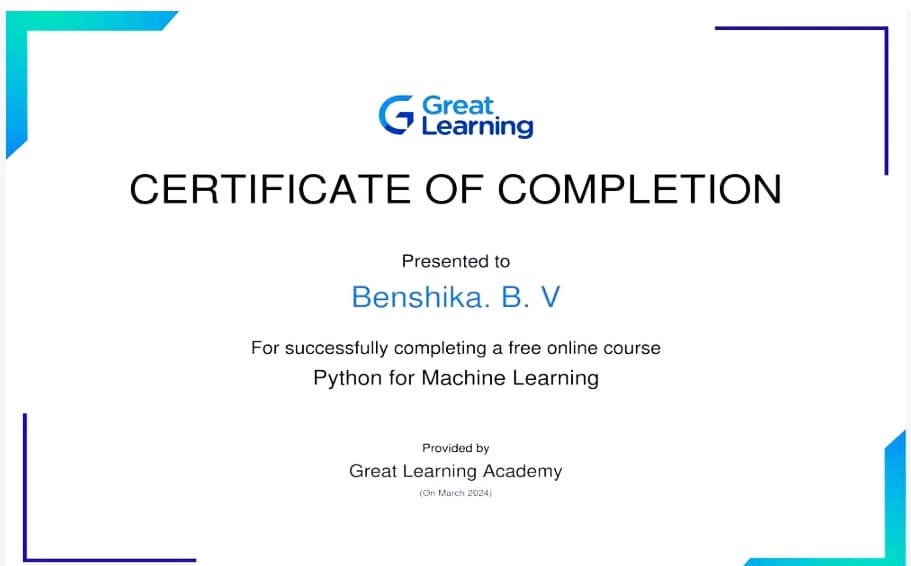 Great
Learning
CERTIFICATE OF COMPLETION
Presented to
Benshika. B. V
For successfully completing a free online course
Python for Machine Learning
Provided by
Great Learning Academy
(On March 2024)